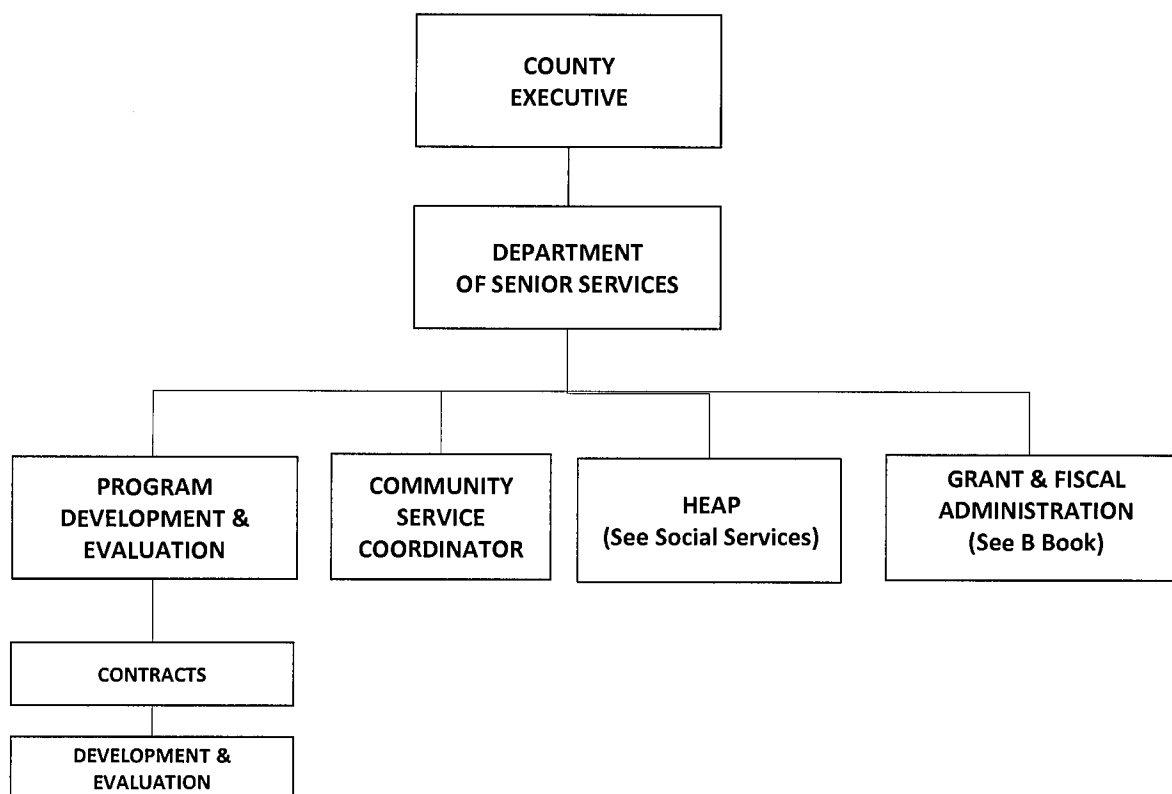 COUNTY
EXECUTIVE
DEPARTMENT
OF SENIOR SERVICES
PROGRAM
DEVELOPMENT &
EVALUATION
COMMUNITY
SERVICE
COORDINATOR
HEAP
(See Social Services)
GRANT & FISCAL
ADMINISTRATION
(See B Book)
CONTRACTS
DEVELOPMENT &
EVALUATION